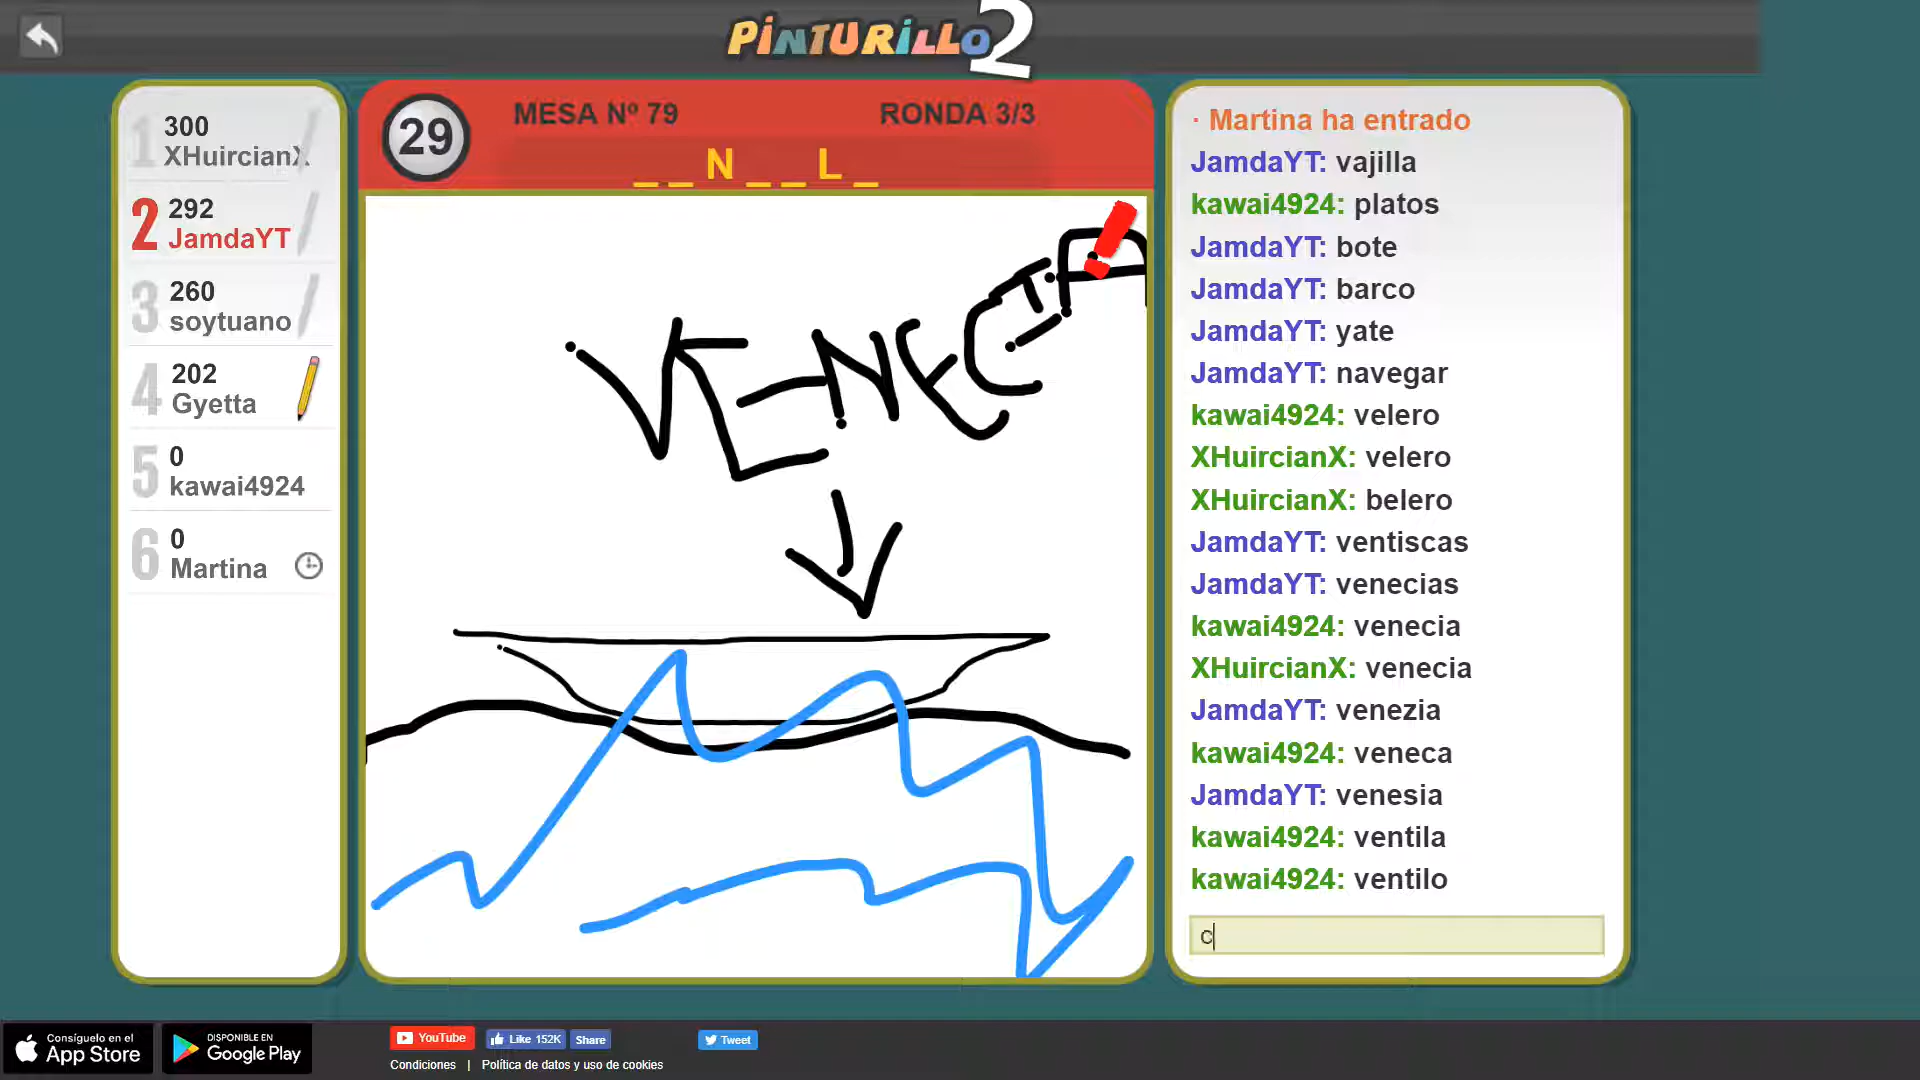 PINTURILLO 2
1 300 XHuircianX
2 292 JamdaYT
3 260 soytuano
4 202 Gyetta
5 0 kawai4924
6 0 Martina
29
MESA Nº 79
RONDA 3/3
_ _ N _ _ L _
VENECIA!
· Martina ha entrado
JamdaYT: vajilla
kawai4924: platos
JamdaYT: bote
JamdaYT: barco
JamdaYT: yate
JamdaYT: navegar
kawai4924: velero
XHuircianX: velero
XHuircianX: belero
JamdaYT: ventiscas
JamdaYT: venecias
kawai4924: venecia
XHuircianX: venecia
JamdaYT: venezia
kawai4924: veneca
JamdaYT: venesia
kawai4924: ventila
kawai4924: ventilo
c
Consíguelo en el
App Store
DISPONIBLE EN
Google Play
YouTube
Like 152K
Share
Tweet
Condiciones | Política de datos y uso de cookies